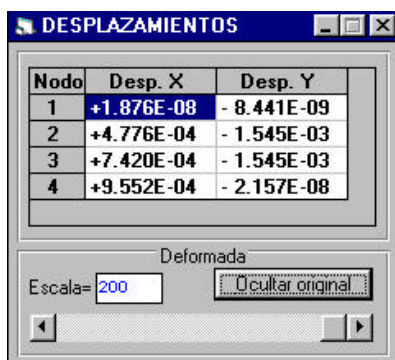 DESPLAZAMIENTOS
Nodo Desp. X Desp. Y
1 +1.876E-08 - 8.441E-09
2 +4.776E-04 - 1.545E-03
3 +7.420E-04 - 1.545E-03
4 +9.552E-04 - 2.157E-08
Deformada
Escala= 200 Ocultar original